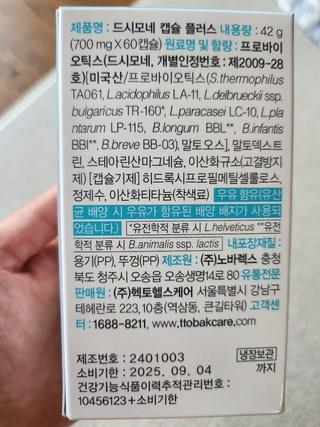 제품명 : 드시모네 캡슐 플러스 내용량 : 42 g
(700 mg X 60캡슐) 원료명 및 함량 : 프로바이
오틱스(드시모네, 개별인정번호 : 제2009-28
호)[미국산/프로바이오틱스(S.thermophilus
TA061, L.acidophilus LA-11, L.delbrueckii ssp.
bulgaricus TR-160*, L.paracasei LC-10, L.pla
ntarum LP-115, B.longum BBL**, B.infantis
BBI**, B.breve BB-03), 말토오스], 말토덱스트
린, 스테아린산마그네슘, 이산화규소(고결방지
제) [캡슐기제] 히드록시프로필메틸셀룰로스,
정제수, 이산화티타늄(착색료) 우유 함유(유산
균 배양 시 우유가 함유된 배양 배지가 사용되
었습니다.) *유전학적 분류 시 L.helveticus **유전
학적 분류 시 B.animalis ssp. lactis 내포장재질 :
용기(PP), 뚜껑(PP) 제조원 : (주)노바렉스 충청
북도 청주시 오송읍 오송생명14로 80 유통전문
판매원 : (주)헥토헬스케어 서울특별시 강남구
테헤란로 223, 10층(역삼동, 큰길타워) 고객센
터 : 1688-8211, www.ttobakcare.com
제조번호 : 2401003 냉장보관
소비기한 : 2025. 09. 04 까지
건강기능식품이력추적관리번호 :
10456123+소비기한